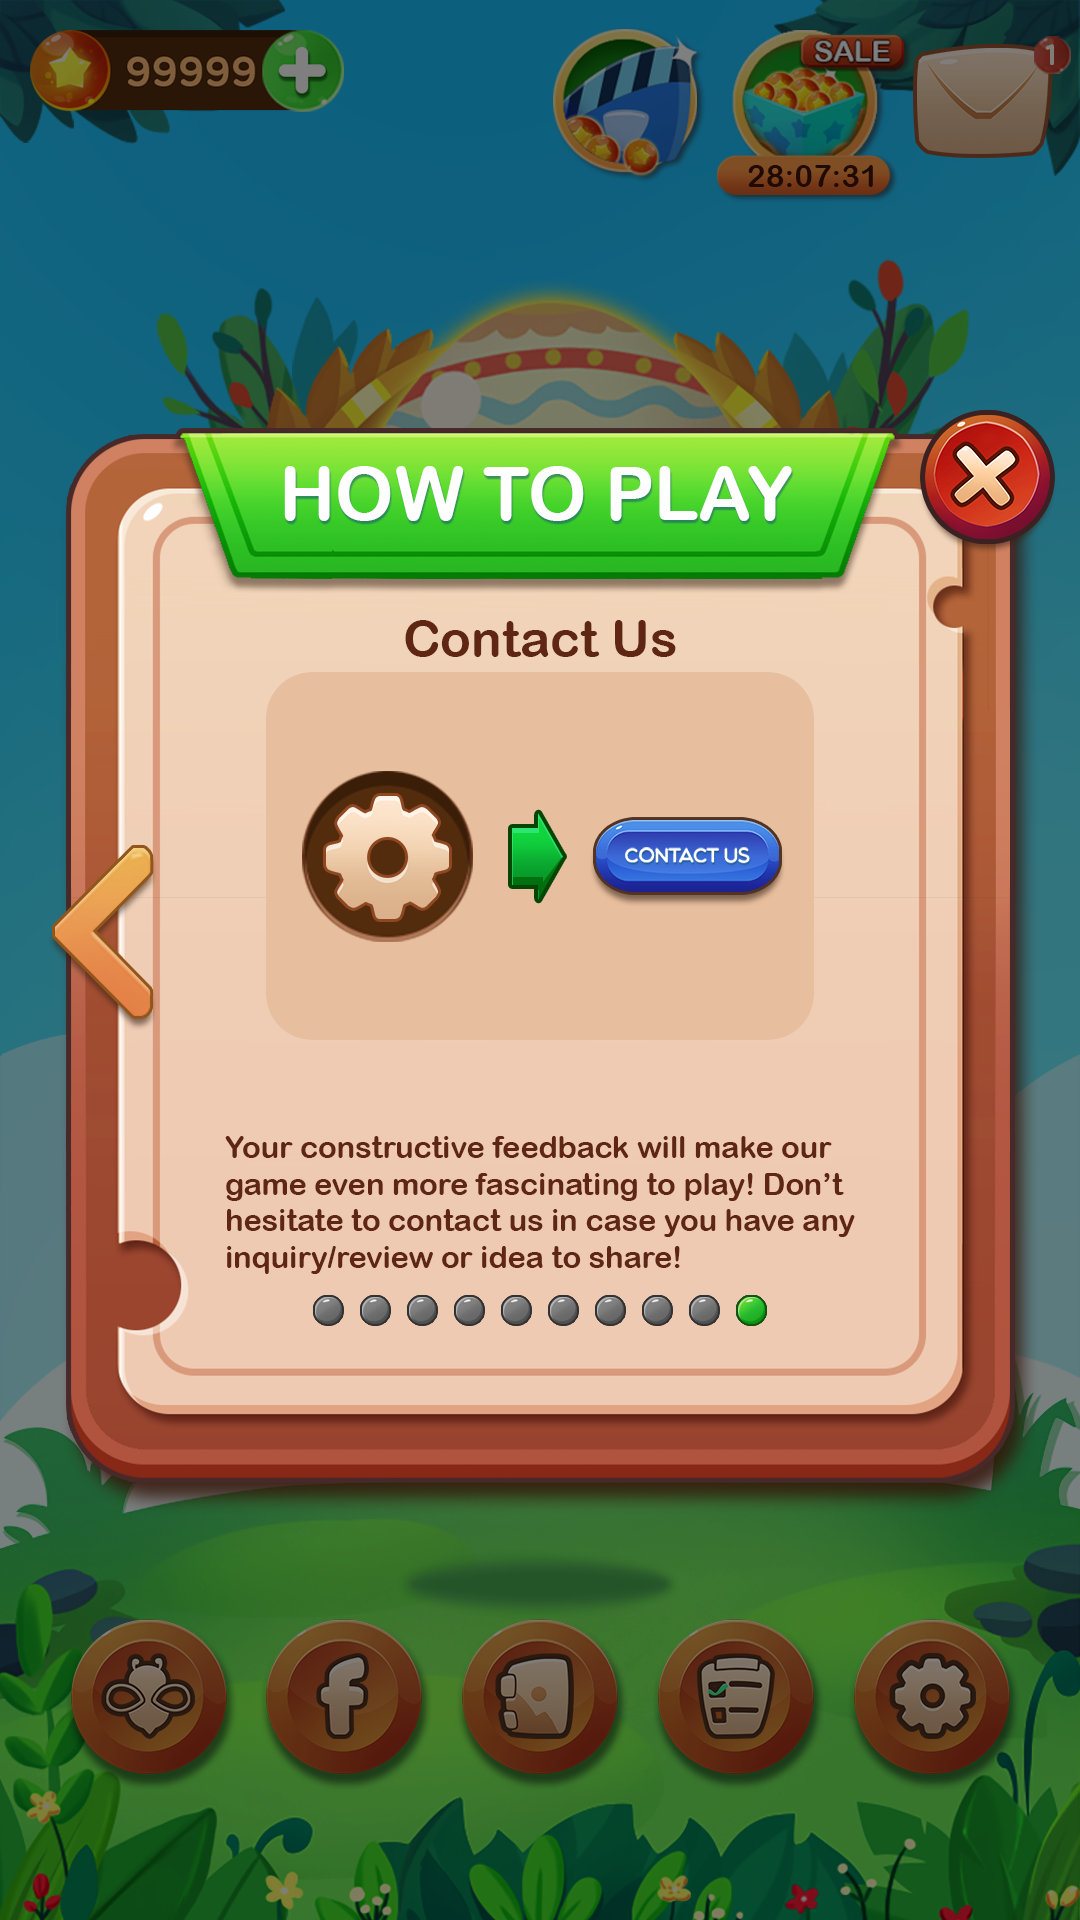 99999
SALE
1
28:07:31
HOW TO PLAY
Contact Us
CONTACT US
Your constructive feedback will make our
game even more fascinating to play! Don’t
hesitate to contact us in case you have any
inquiry/review or idea to share!